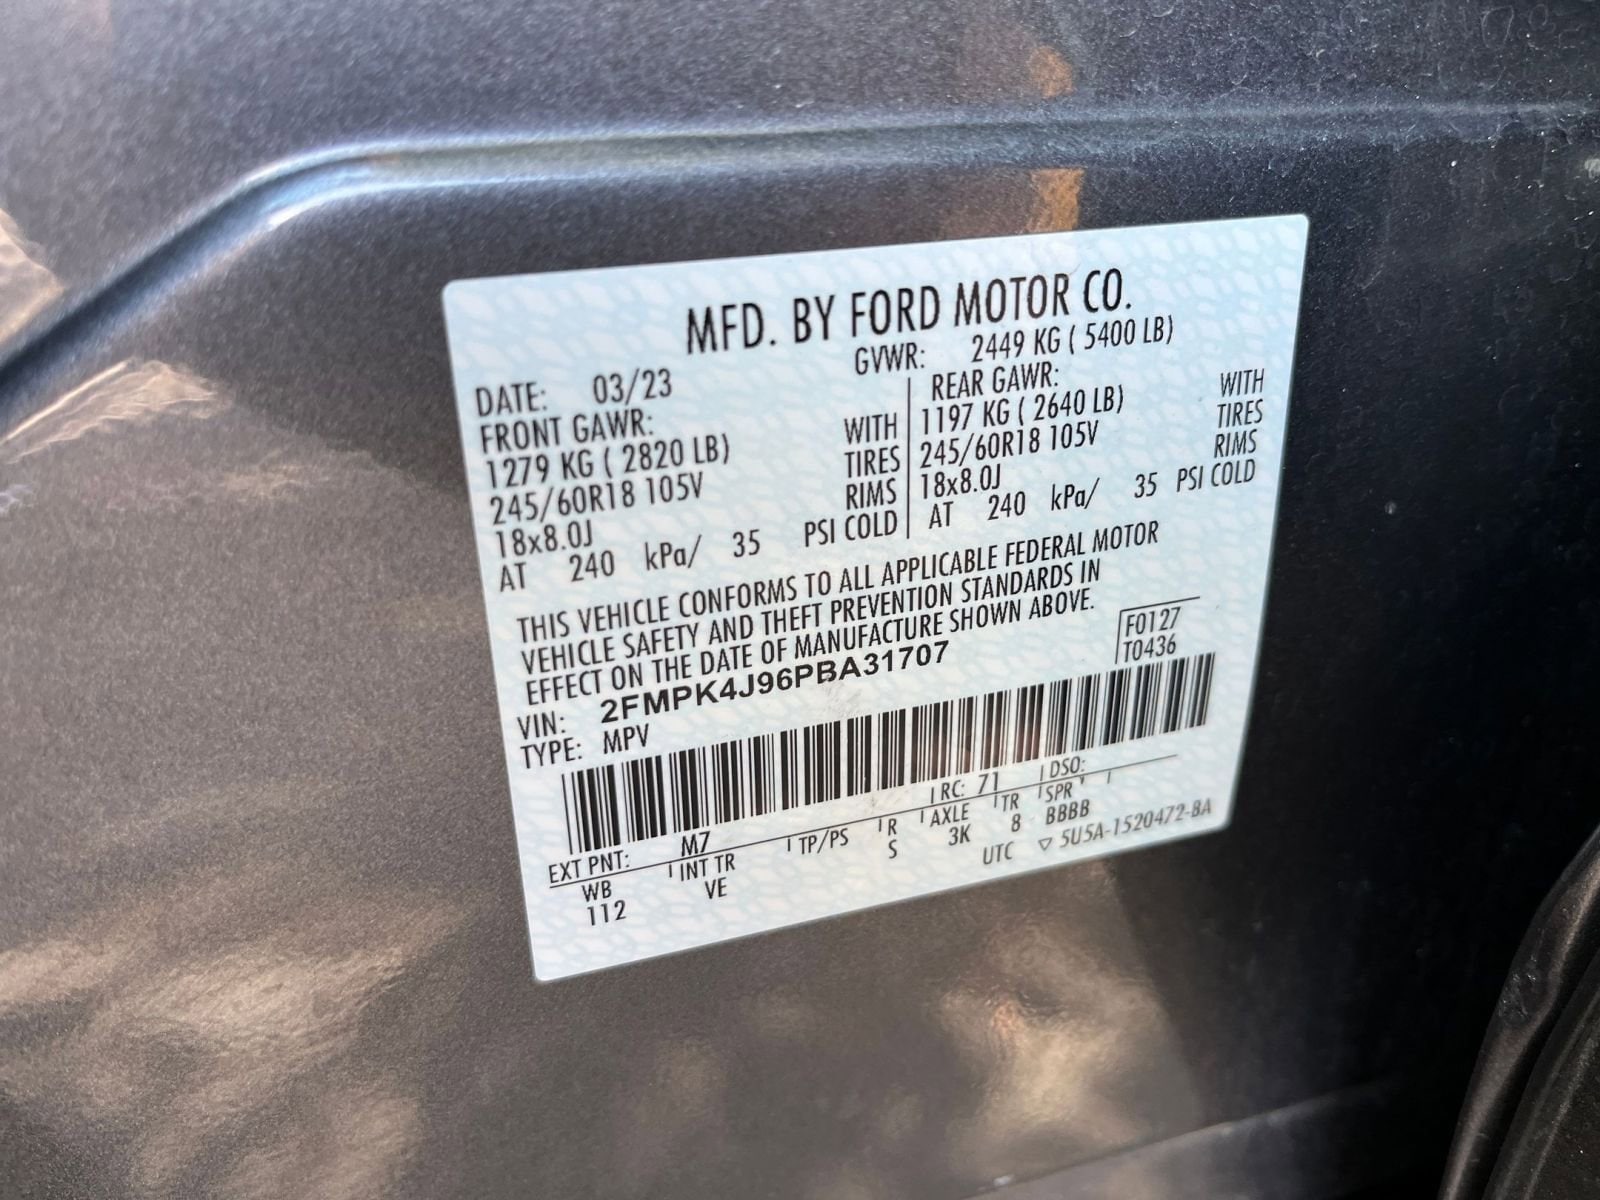 MFD. BY FORD MOTOR CO.
DATE: 03/23 GVWR: 2449 KG ( 5400 LB)
FRONT GAWR:
1279 KG ( 2820 LB) WITH
245/60R18 105V TIRES
18x8.0J RIMS
AT 240 kPa/ 35 PSI COLD
REAR GAWR:
1197 KG ( 2640 LB) WITH
245/60R18 105V TIRES
18x8.0J RIMS
AT 240 kPa/ 35 PSI COLD
THIS VEHICLE CONFORMS TO ALL APPLICABLE FEDERAL MOTOR
VEHICLE SAFETY AND THEFT PREVENTION STANDARDS IN
EFFECT ON THE DATE OF MANUFACTURE SHOWN ABOVE.
VIN: 2FMPK4J96PBA31707
TYPE: MPV
F0127
T0436
EXT PNT: M7 RC: 71 DSO:
WB INT TR TP/PS R AXLE TR SPR
112 VE S 3K 8 BBBB
UTC ▽ 5U5A-1520472-BA